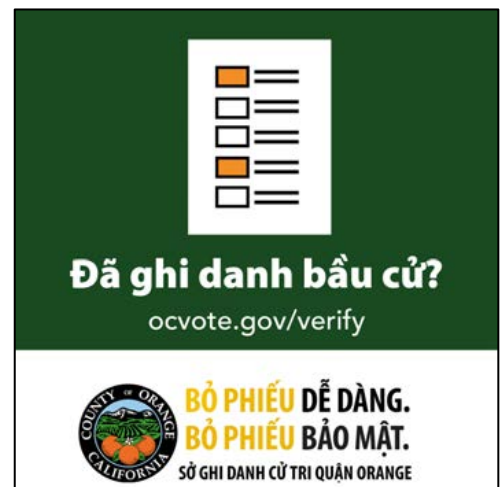 Đã ghi danh bầu cử?
ocvote.gov/verify
COUNTY OF ORANGE
CALIFORNIA
BỎ PHIẾU DỄ DÀNG.
BỎ PHIẾU BẢO MẬT.
SỞ GHI DANH CỬ TRI QUẬN ORANGE